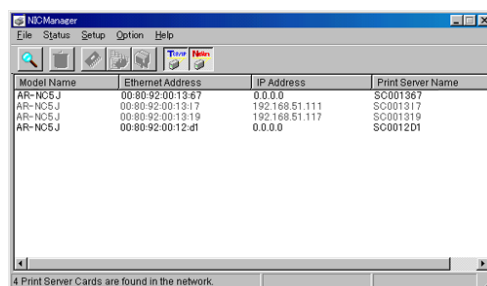 NICManager
File Status Setup Option Help
Model Name Ethernet Address IP Address Print Server Name
AR-NC5J 00:80:92:00:13:67 0.0.0.0 SC001367
AR-NC5J 00:80:92:00:13:17 192.168.51.111 SC001317
AR-NC5J 00:80:92:00:13:19 192.168.51.117 SC001319
AR-NC5J 00:80:92:00:12:d1 0.0.0.0 SC0012D1
4 Print Server Cards are found in the network.